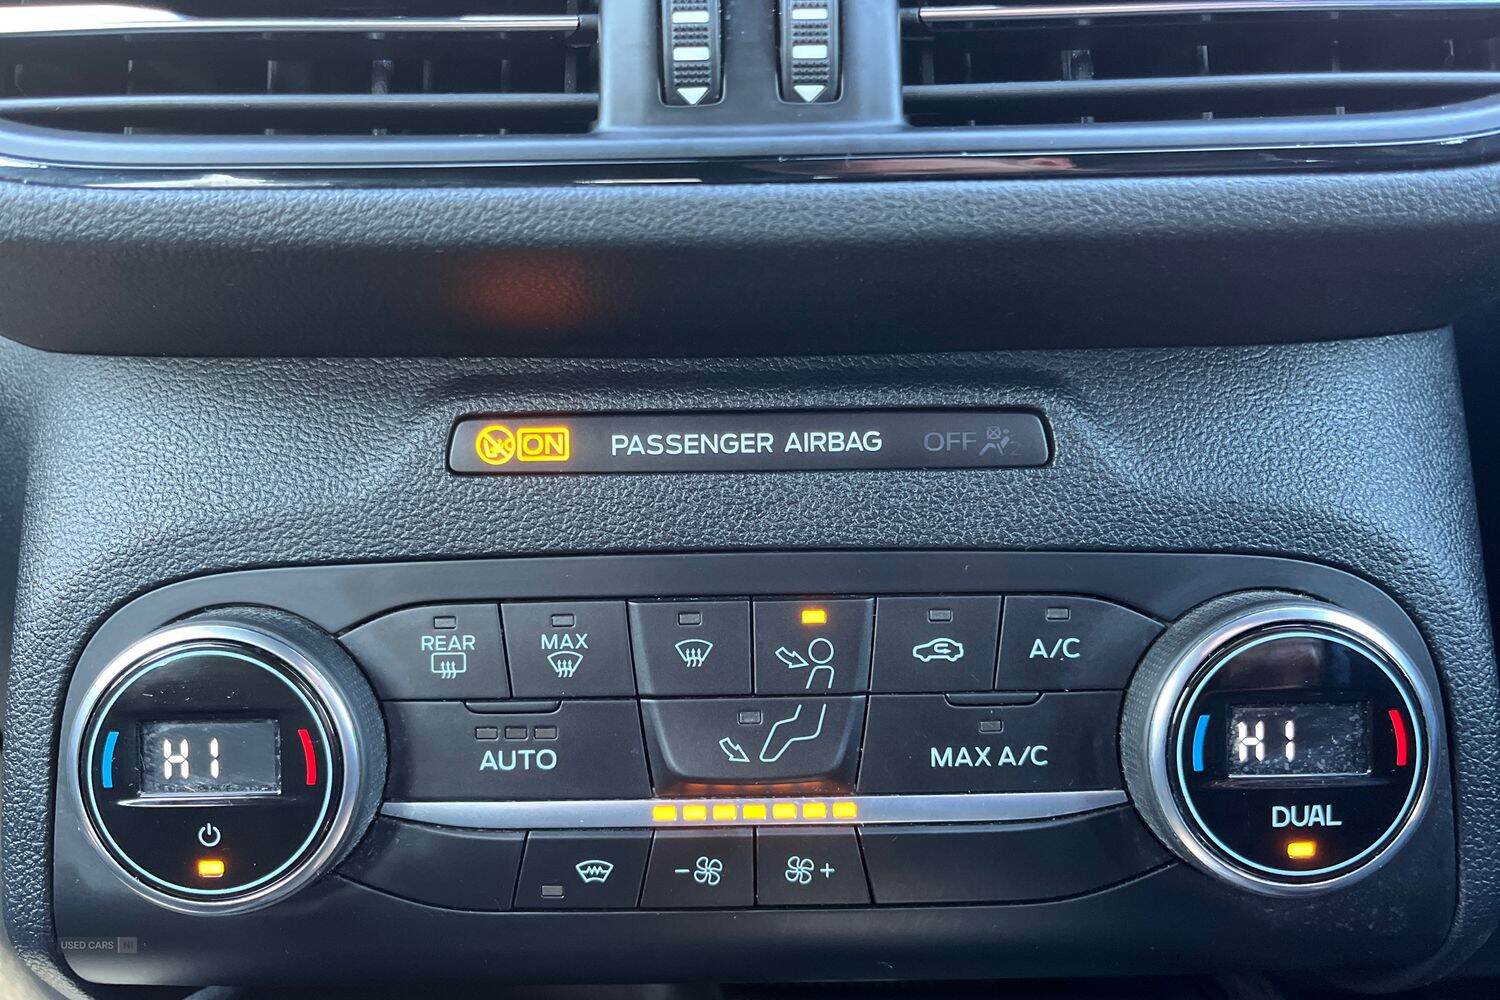 ON PASSENGER AIRBAG OFF
REAR MAX A/C
AUTO MAX A/C
HI HI
DUAL
- +
USED CARS NI